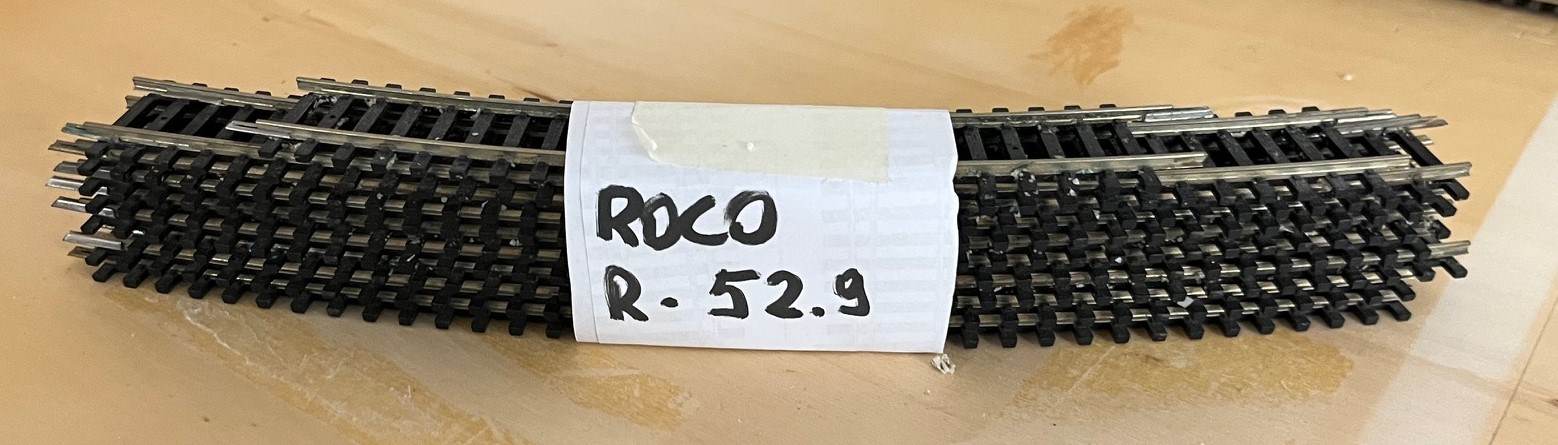 ROCO
R- 52.9